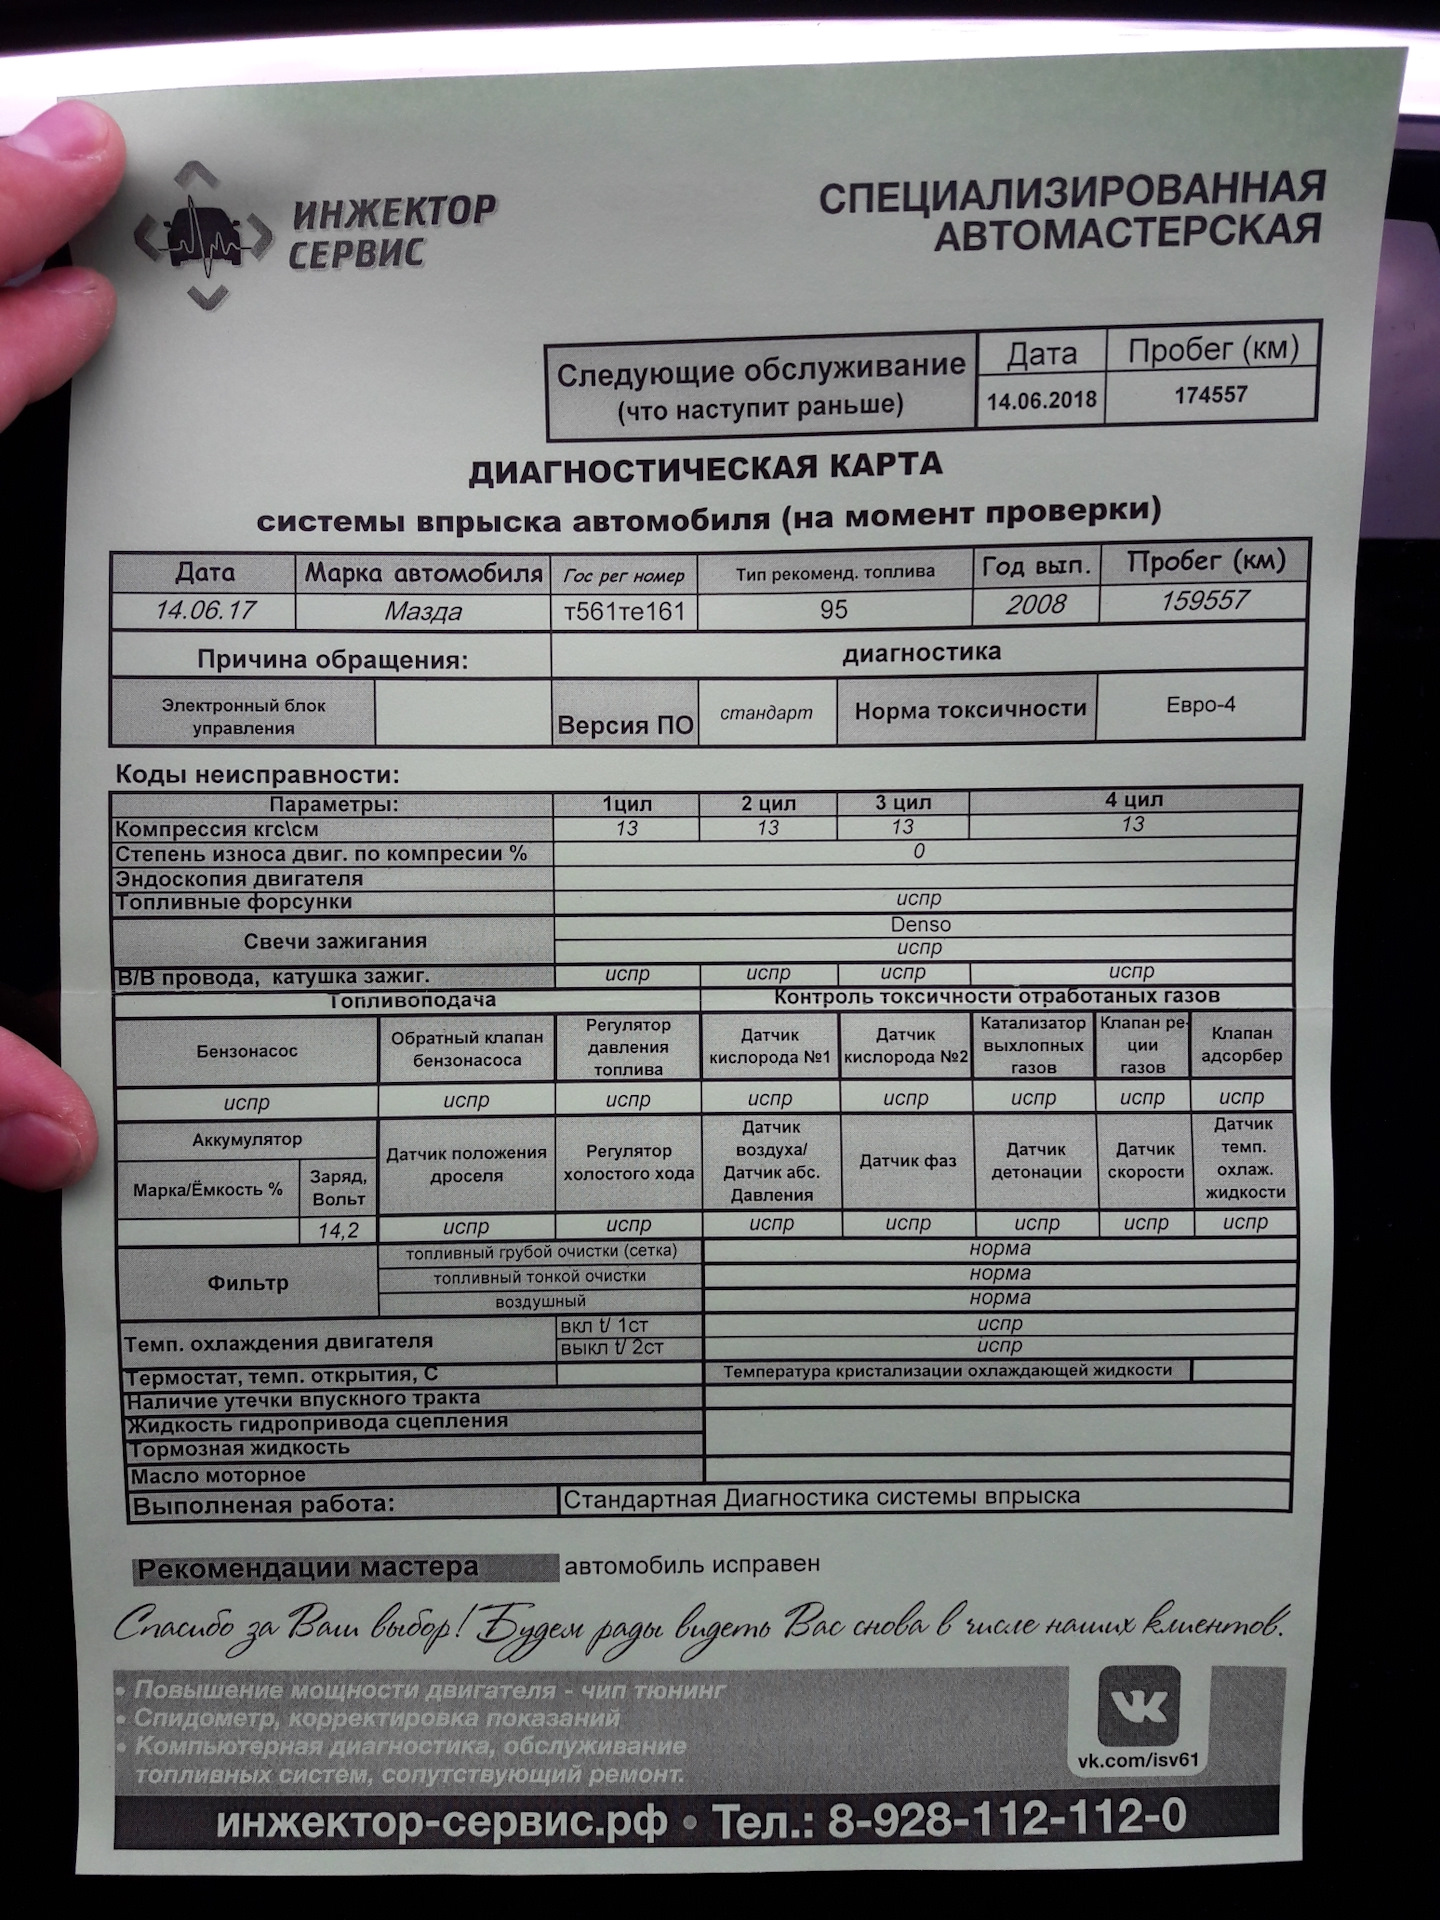 ИНЖЕКТОР
СЕРВИС
СПЕЦИАЛИЗИРОВАННАЯ
АВТОМАСТЕРСКАЯ
Следующие обслуживание
(что наступит раньше)
Дата Пробег (км)
14.06.2018 174557
ДИАГНОСТИЧЕСКАЯ КАРТА
системы впрыска автомобиля (на момент проверки)
Дата Марка автомобиля Гос рег номер Тип рекоменд. топлива Год вып. Пробег (км)
14.06.17 Мазда т561те161 95 2008 159557
Причина обращения: диагностика
Электронный блок
управления
Версия ПО стандарт Норма токсичности Евро-4
Коды неисправности:
Параметры: 1цил 2 цил 3 цил 4 цил
Компрессия кгс\см 13 13 13 13
Степень износа двиг. по компресии % 0
Эндоскопия двигателя
Топливные форсунки испр
Свечи зажигания
Denso
испр
В/В провода, катушка зажиг. испр испр испр испр
Топливоподача Контроль токсичности отработаных газов
Бензонасос
Обратный клапан
бензонасоса
Регулятор
давления
топлива
Датчик
кислорода №1
Датчик
кислорода №2
Катализатор
выхлопных
газов
Клапан ре-
ции
газов
Клапан
адсорбер
испр испр испр испр испр испр испр испр
Аккумулятор
Марка/Ёмкость %
Заряд,
Вольт
Датчик положения
дроселя
Регулятор
холостого хода
Датчик
воздуха/
Датчик абс.
Давления
Датчик фаз
Датчик
детонации
Датчик
скорости
Датчик
темп.
охлаж.
жидкости
14,2 испр испр испр испр испр испр испр
Фильтр
топливный грубой очистки (сетка) норма
топливный тонкой очистки норма
воздушный норма
Темп. охлаждения двигателя
вкл t/ 1ст испр
выкл t/ 2ст испр
Термостат, темп. открытия, С Температура кристализации охлаждающей жидкости
Наличие утечки впускного тракта
Жидкость гидропривода сцепления
Тормозная жидкость
Масло моторное
Выполненая работа: Стандартная Диагностика системы впрыска
Рекомендации мастера автомобиль исправен
Спасибо за Ваш выбор! Будем рады видеть Вас снова в числе наших клиентов.
• Повышение мощности двигателя - чип тюнинг
• Спидометр, корректировка показаний
• Компьютерная диагностика, обслуживание
топливных систем, сопутствующий ремонт.
vk.com/isv61
инжектор-сервис.рф • Тел.: 8-928-112-112-0